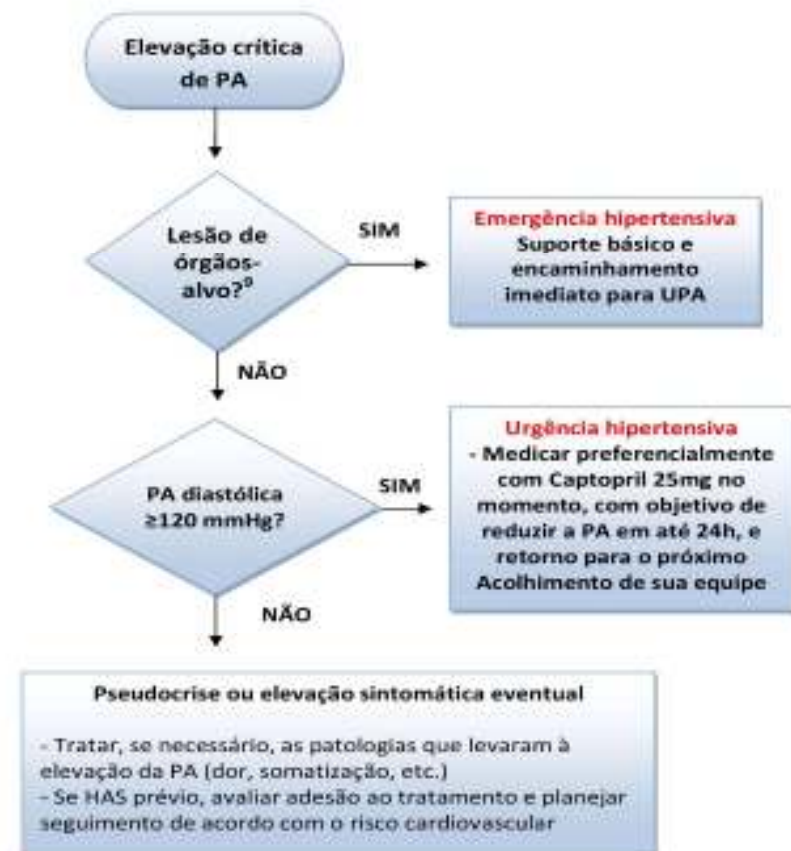 Elevação crítica
de PA
Lesão de
órgãos-
alvo?⁹
SIM
Emergência hipertensiva
Suporte básico e
encaminhamento
imediato para UPA
NÃO
PA diastólica
≥120 mmHg?
SIM
Urgência hipertensiva
- Medicar preferencialmente
com Captopril 25mg no
momento, com objetivo de
reduzir a PA em até 24h, e
retorno para o próximo
Acolhimento de sua equipe
NÃO
Pseudocrise ou elevação sintomática eventual
- Tratar, se necessário, as patologias que levaram à
elevação da PA (dor, somatização, etc.)
- Se HAS prévio, avaliar adesão ao tratamento e planejar
seguimento de acordo com o risco cardiovascular